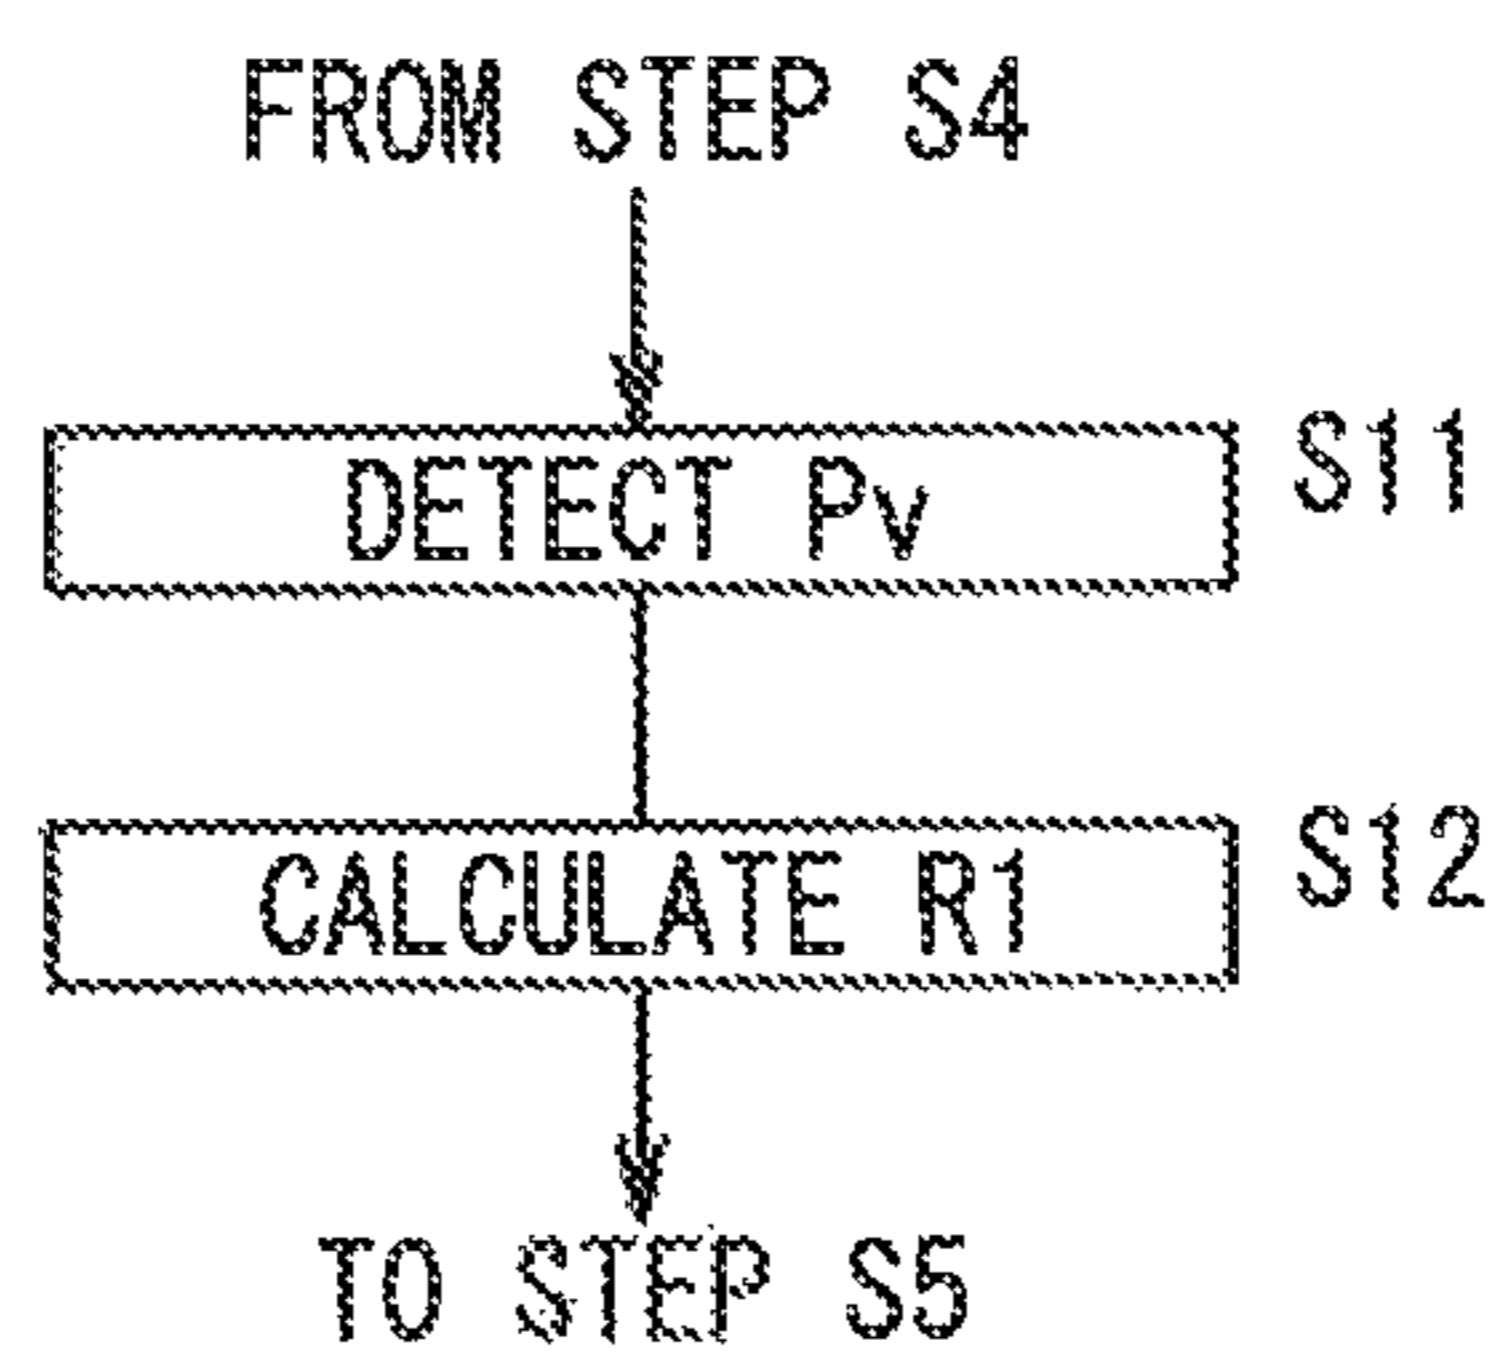 FROM STEP S4
DETECT Pv
S11
CALCULATE R1
S12
TO STEP S5